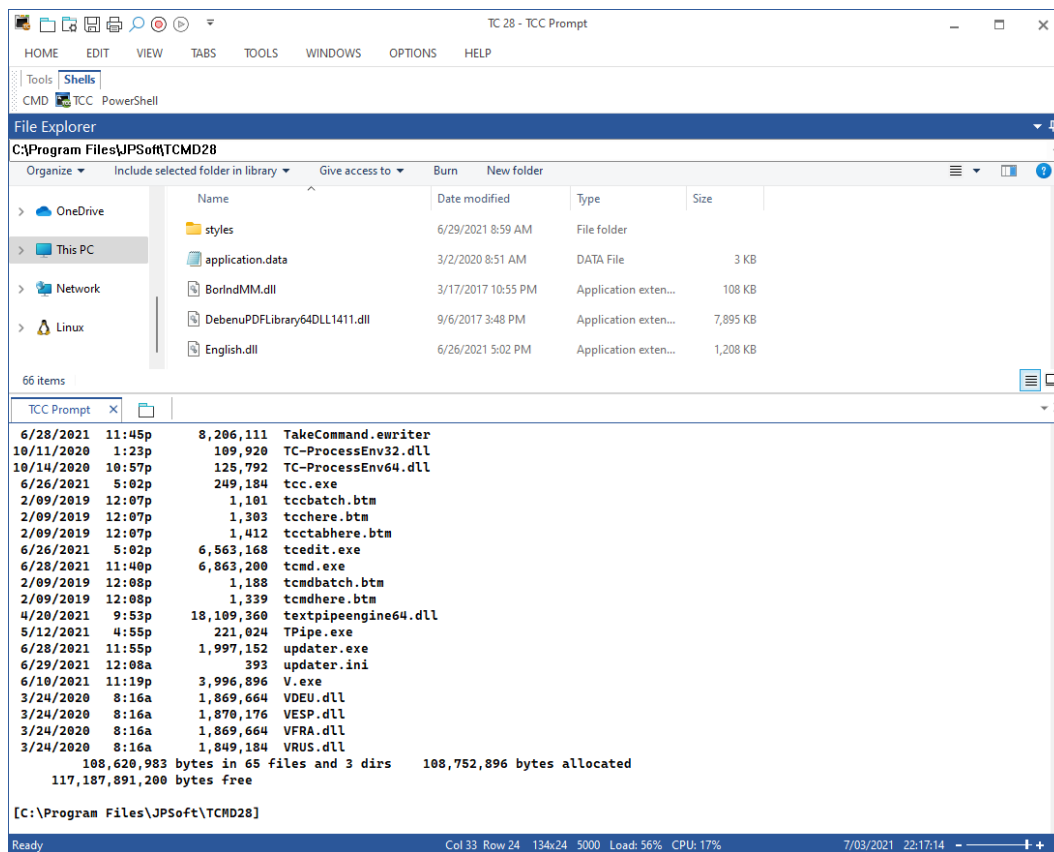 TC 28 - TCC Prompt
HOME EDIT VIEW TABS TOOLS WINDOWS OPTIONS HELP
Tools Shells
CMD TCC PowerShell
File Explorer
C:\Program Files\JPSoft\TCMD28
Organize Include selected folder in library Give access to Burn New folder
Name Date modified Type Size
OneDrive
This PC
Network
Linux
styles 6/29/2021 8:59 AM File folder
application.data 3/2/2020 8:51 AM DATA File 3 KB
BorlndMM.dll 3/17/2017 10:55 PM Application exten... 108 KB
DebenuPDFLibrary64DLL1411.dll 9/6/2017 3:48 PM Application exten... 7,895 KB
English.dll 6/26/2021 5:02 PM Application exten... 1,208 KB
66 items
TCC Prompt
6/28/2021 11:45p 8,206,111 TakeCommand.ewriter
10/11/2020 1:23p 109,920 TC-ProcessEnv32.dll
10/14/2020 10:57p 125,792 TC-ProcessEnv64.dll
6/26/2021 5:02p 249,184 tcc.exe
2/09/2019 12:07p 1,101 tccbatch.btm
2/09/2019 12:07p 1,303 tcchere.btm
2/09/2019 12:07p 1,412 tcctabhere.btm
6/26/2021 5:02p 6,563,168 tcedit.exe
6/28/2021 11:40p 6,863,200 tcmd.exe
2/09/2019 12:08p 1,188 tcmdbatch.btm
2/09/2019 12:08p 1,339 tcmdhere.btm
4/20/2021 9:53p 18,109,360 textpipeengine64.dll
5/12/2021 4:55p 221,024 TPipe.exe
6/28/2021 11:55p 1,997,152 updater.exe
6/29/2021 12:08a 393 updater.ini
6/10/2021 11:19p 3,996,896 V.exe
3/24/2020 8:16a 1,869,664 VDEU.dll
3/24/2020 8:16a 1,870,176 VESP.dll
3/24/2020 8:16a 1,869,664 VFRA.dll
3/24/2020 8:16a 1,849,184 VRUS.dll
108,620,983 bytes in 65 files and 3 dirs 108,752,896 bytes allocated
117,187,891,200 bytes free
[C:\Program Files\JPSoft\TCMD28]
Ready Col 33 Row 24 134x24 5000 Load: 56% CPU: 17% 7/03/2021 22:17:14